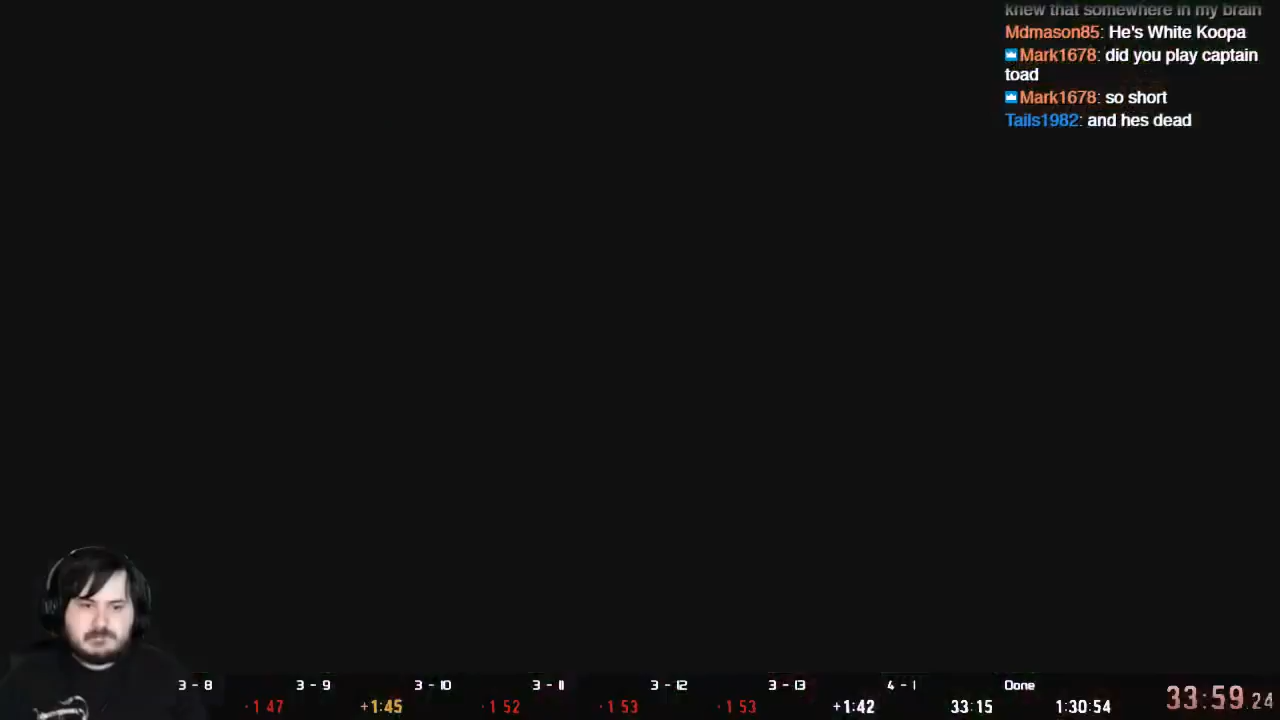 knew that somewhere in my brain
Mdmason85: He's White Koopa
Mark1678: did you play captain
toad
Mark1678: so short
Tails1982: and hes dead
3-8 3-9 3-10 3-11 3-12 3-13 4-1 Done
-1 47 +1:45 -1 52 -1 53 -1 53 +1:42 33:15 1:30:54
33:59.24